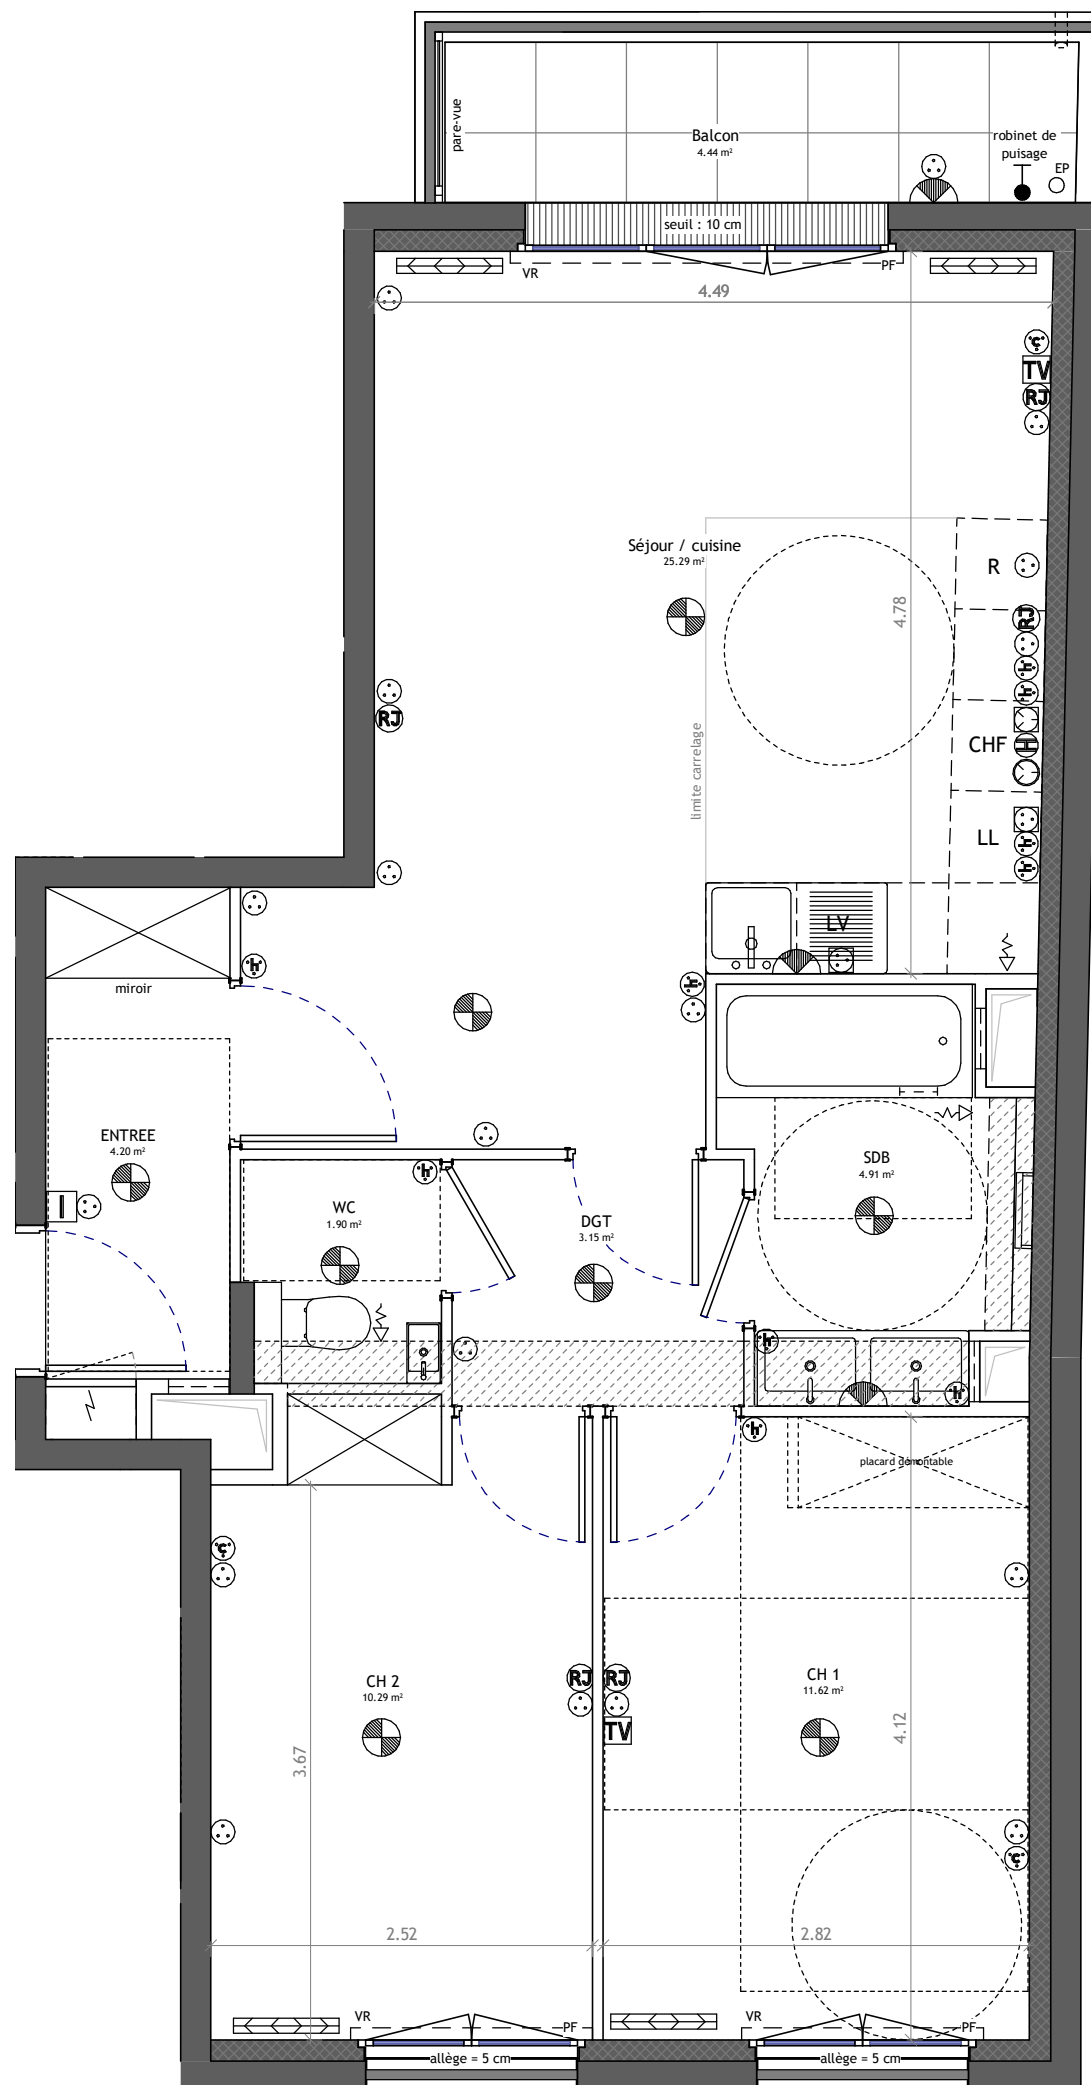 pare-vue
Balcon
4.44 m²
robinet de
puisage
EP
seuil : 10 cm
VR
PF
4.49
TV
RJ
Séjour / cuisine
25.29 m²
4.78
R
RJ
RJ
limite carrelage
CHF
H
LL
LV
h
miroir
h
ENTREE
4.20 m²
SDB
4.91 m²
h
WC
1.90 m²
DGT
3.15 m²
h
h
h
placard démontable
RJ
RJ
TV
CH 2
10.29 m²
CH 1
11.62 m²
3.67
4.12
2.52
2.82
VR
PF
VR
PF
allège = 5 cm
allège = 5 cm